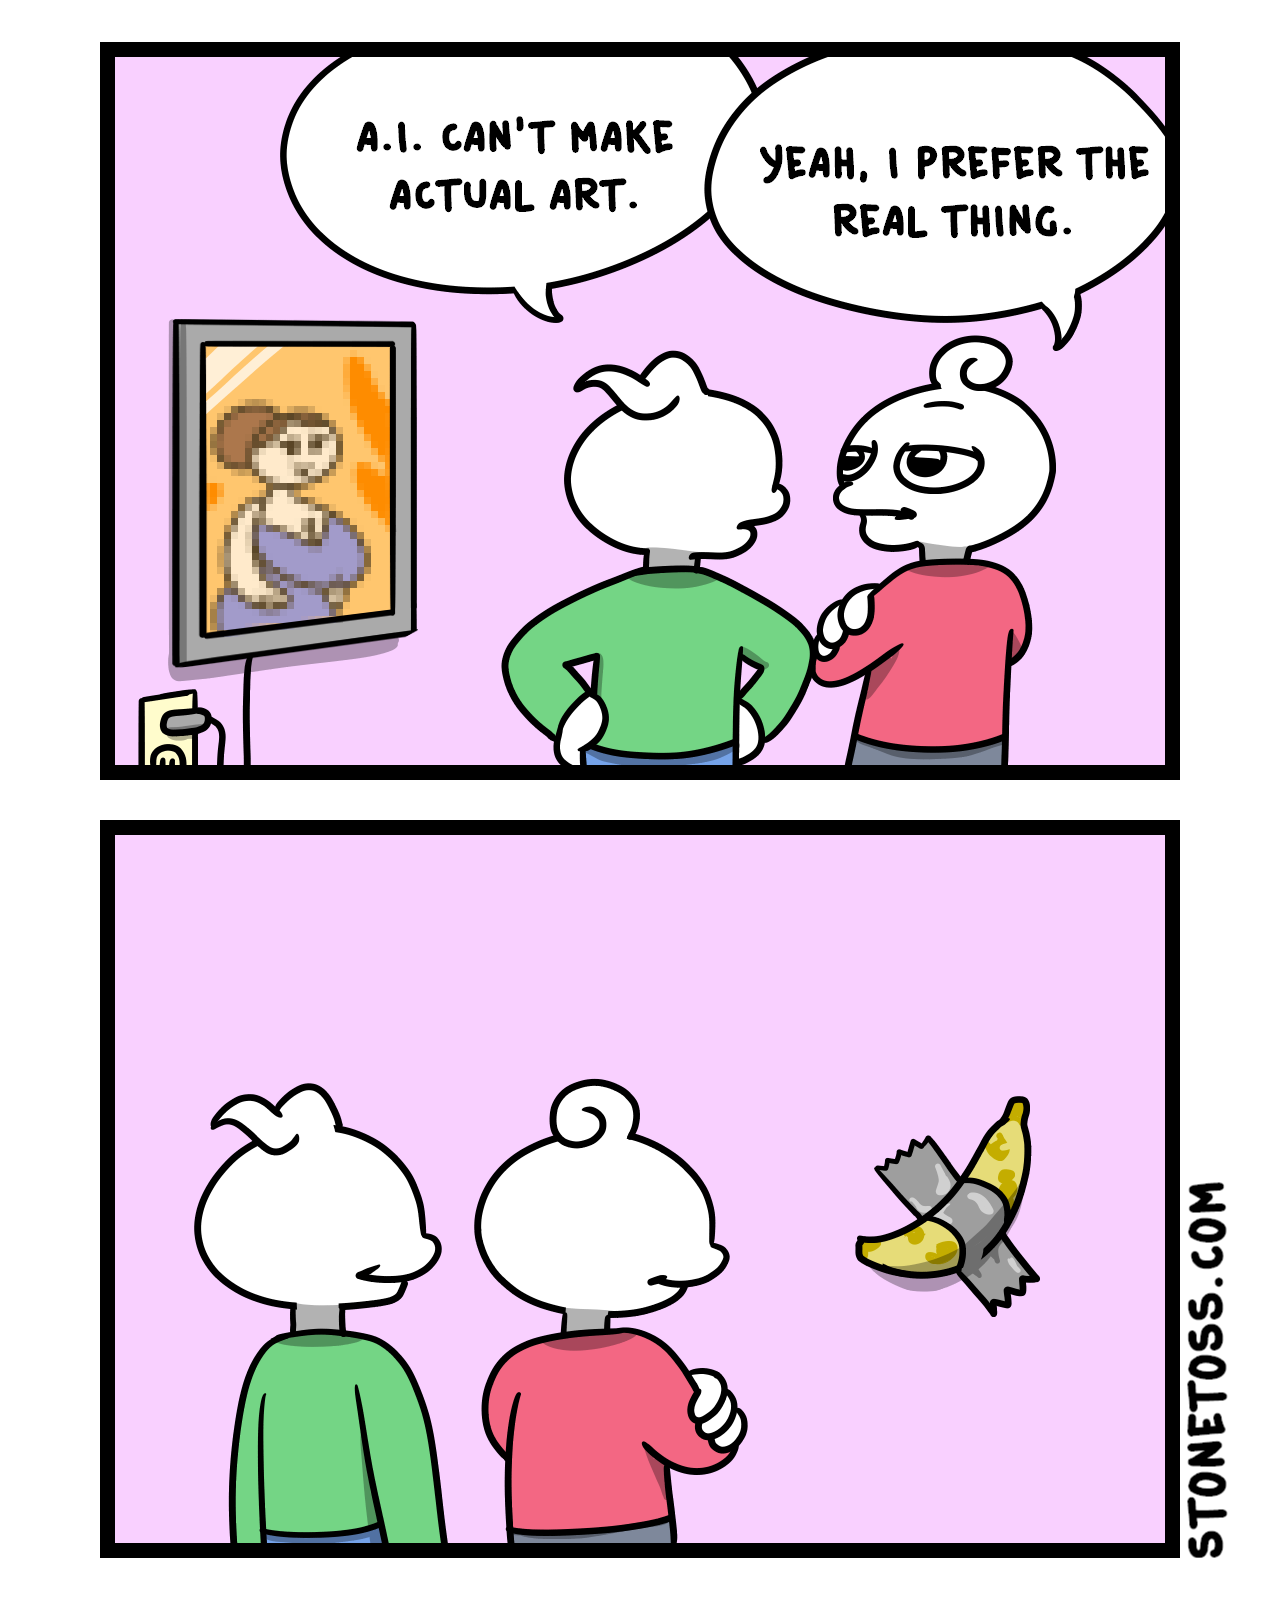 A.I. CAN'T MAKE
ACTUAL ART.
YEAH, I PREFER THE
REAL THING.
STONETOSS.COM